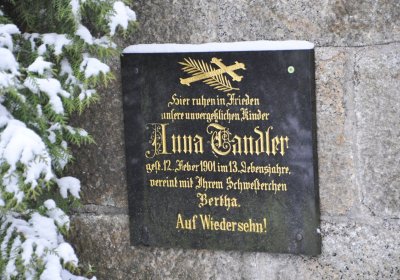 Hier ruhen in Frieden
unsere unvergeßlichen Kinder
Anna Tandler
gest. 12. Feber 1901 im 13. Lebensjahre,
vereint mit Ihrem Schwesterchen
Bertha.
Auf Wiedersehn!